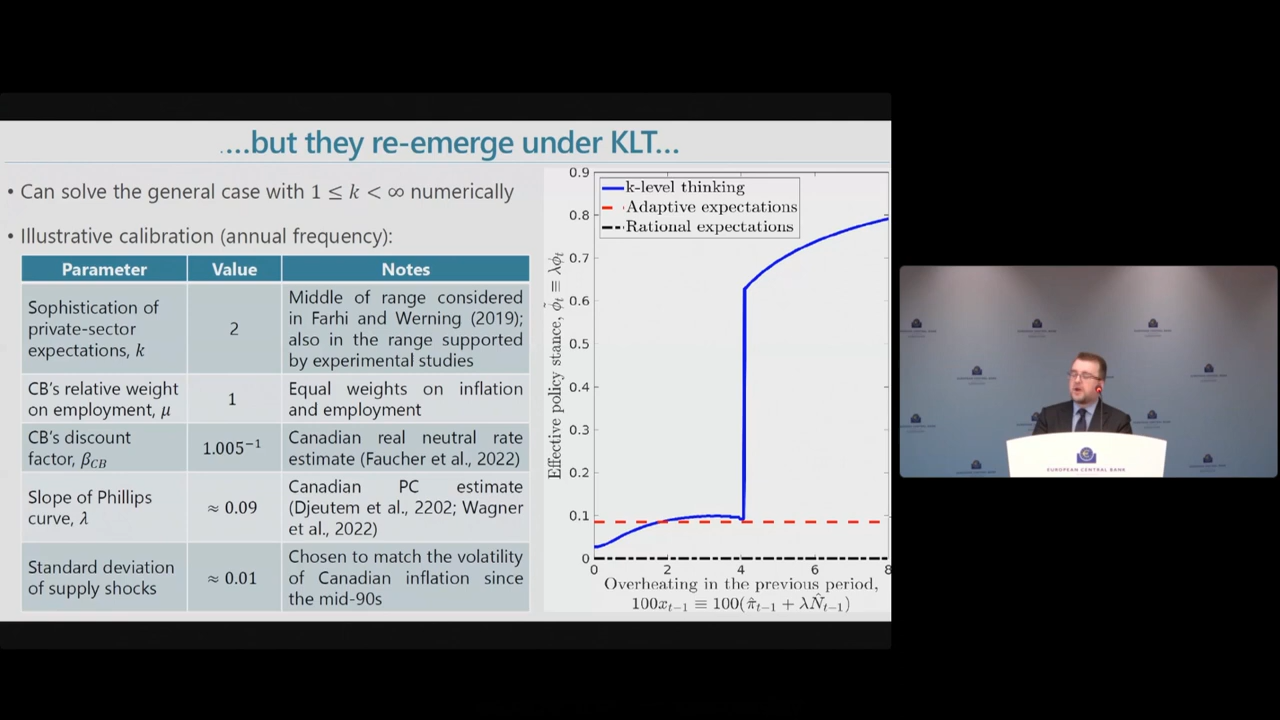 …but they re-emerge under KLT…
• Can solve the general case with 1 ≤ k < ∞ numerically
• Illustrative calibration (annual frequency):
Parameter Value Notes
Sophistication of private-sector expectations, k
2
Middle of range considered
in Farhi and Werning (2019);
also in the range supported
by experimental studies
CB's relative weight
on employment, μ
1
Equal weights on inflation
and employment
CB's discount
factor, β_CB
1.005⁻¹
Canadian real neutral rate
estimate (Faucher et al., 2022)
Slope of Phillips
curve, λ
≈ 0.09
Canadian PC estimate
(Djeutem et al., 2202; Wagner
et al., 2022)
Standard deviation
of supply shocks
≈ 0.01
Chosen to match the volatility
of Canadian inflation since
the mid-90s
k-level thinking
Adaptive expectations
Rational expectations
Effective policy stance, φ̃_t ≡ λφ_t
0.9
0.8
0.7
0.6
0.5
0.4
0.3
0.2
0.1
0
0 2 4 6 8
Overheating in the previous period,
100x_{t−1} ≡ 100(π̂_{t−1} + λN̂_{t−1})
EUROPEAN CENTRAL BANK